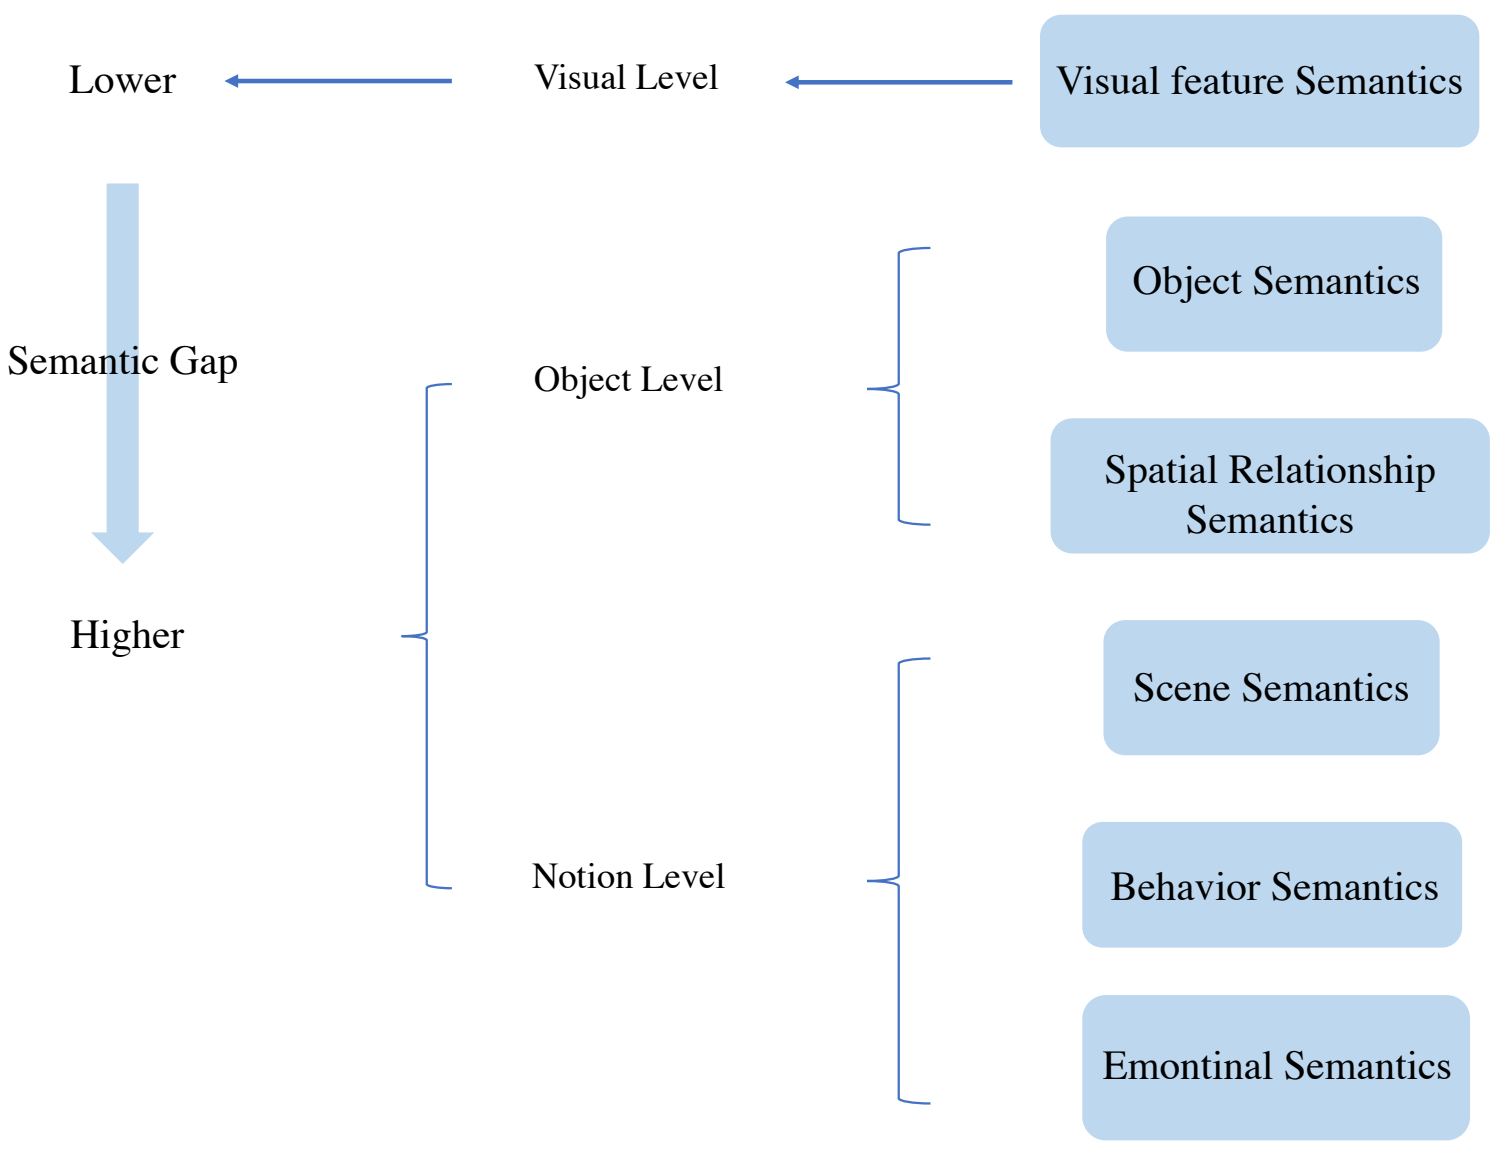 Lower
Visual Level
Visual feature Semantics
Object Semantics
Semantic Gap
Object Level
Spatial Relationship
Semantics
Higher
Scene Semantics
Notion Level
Behavior Semantics
Emontinal Semantics